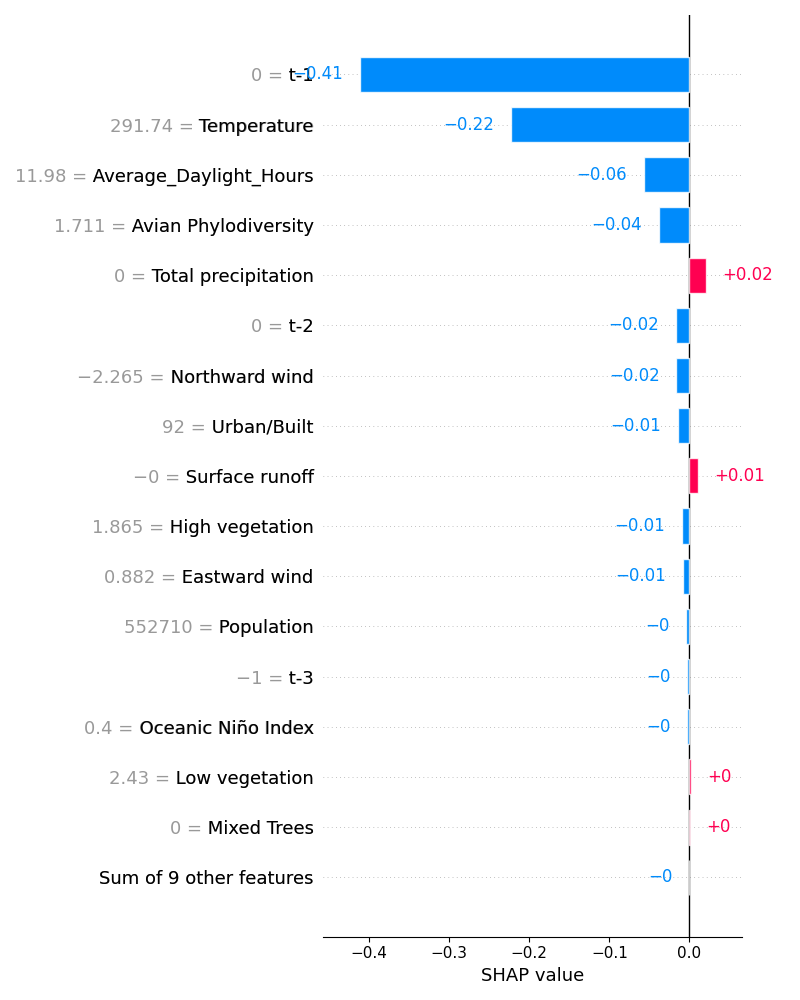 0 = t-1 −0.41
291.74 = Temperature −0.22
11.98 = Average_Daylight_Hours −0.06
1.711 = Avian Phylodiversity −0.04
0 = Total precipitation +0.02
0 = t-2 −0.02
−2.265 = Northward wind −0.02
92 = Urban/Built −0.01
−0 = Surface runoff +0.01
1.865 = High vegetation −0.01
0.882 = Eastward wind −0.01
552710 = Population −0
−1 = t-3 −0
0.4 = Oceanic Niño Index −0
2.43 = Low vegetation +0
0 = Mixed Trees +0
Sum of 9 other features −0
−0.4 −0.3 −0.2 −0.1 0.0
SHAP value